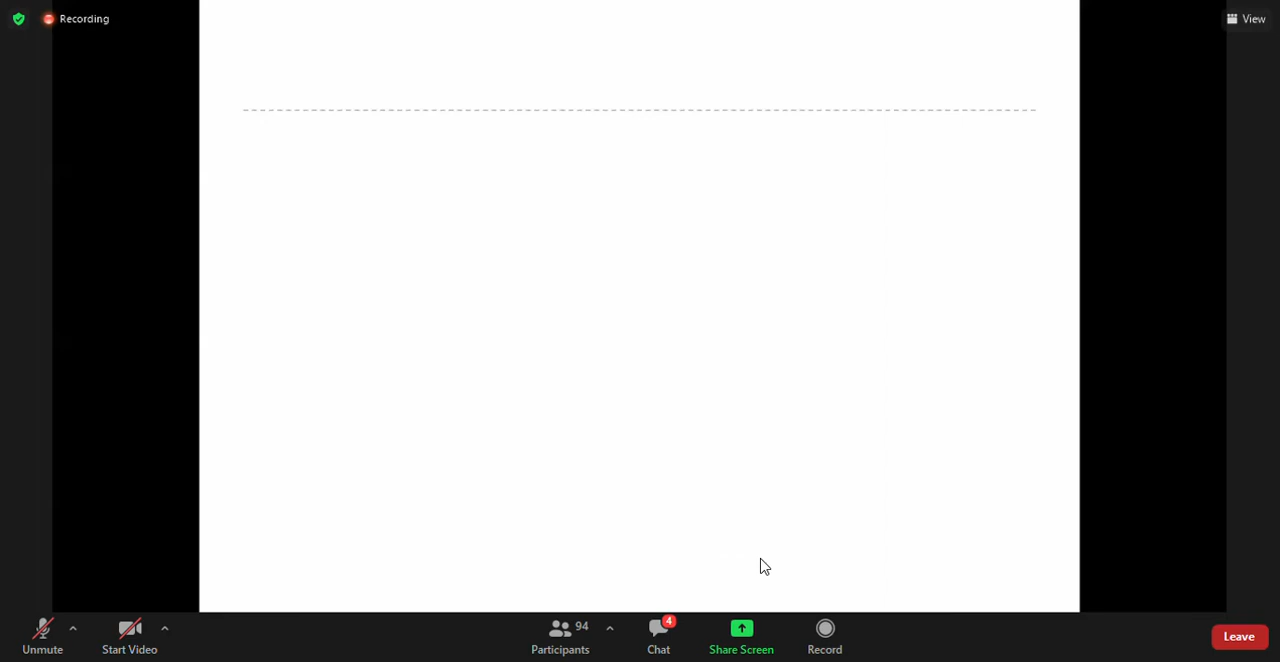 Recording
View
94
4
Unmute
Start Video
Participants
Chat
Share Screen
Record
Leave